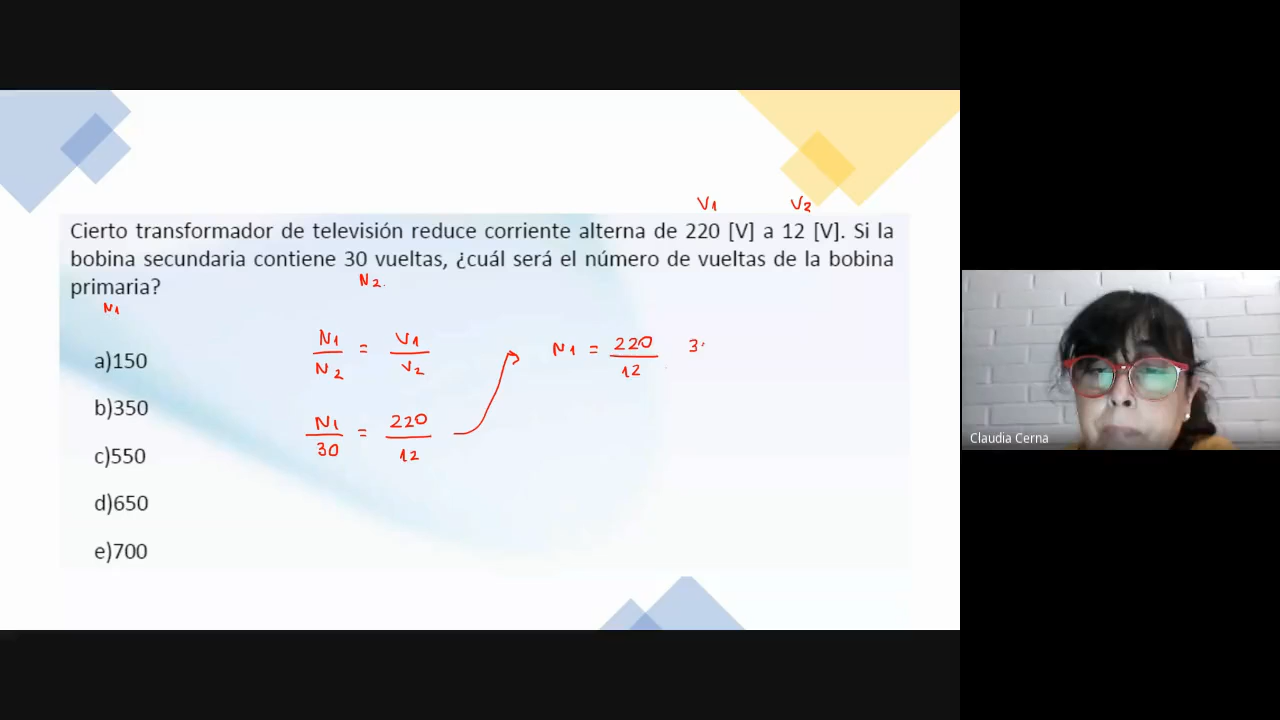 V1 V2
Cierto transformador de televisión reduce corriente alterna de 220 [V] a 12 [V]. Si la
bobina secundaria contiene 30 vueltas, ¿cuál será el número de vueltas de la bobina
N2.
primaria?
N1
N1/N2 = V1/V2
N1 = 220/12 3
a)150
b)350
N1/30 = 220/12
c)550
d)650
e)700
Claudia Cerna